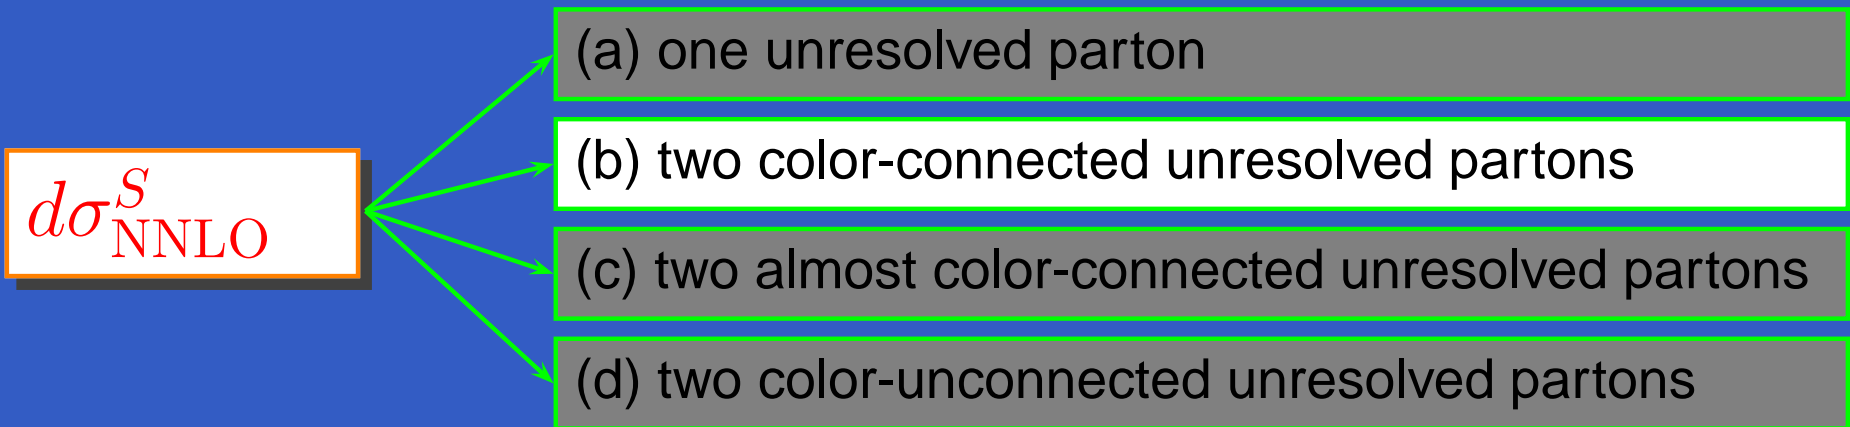 (a) one unresolved parton
(b) two color-connected unresolved partons
dσ^S_NNLO
(c) two almost color-connected unresolved partons
(d) two color-unconnected unresolved partons